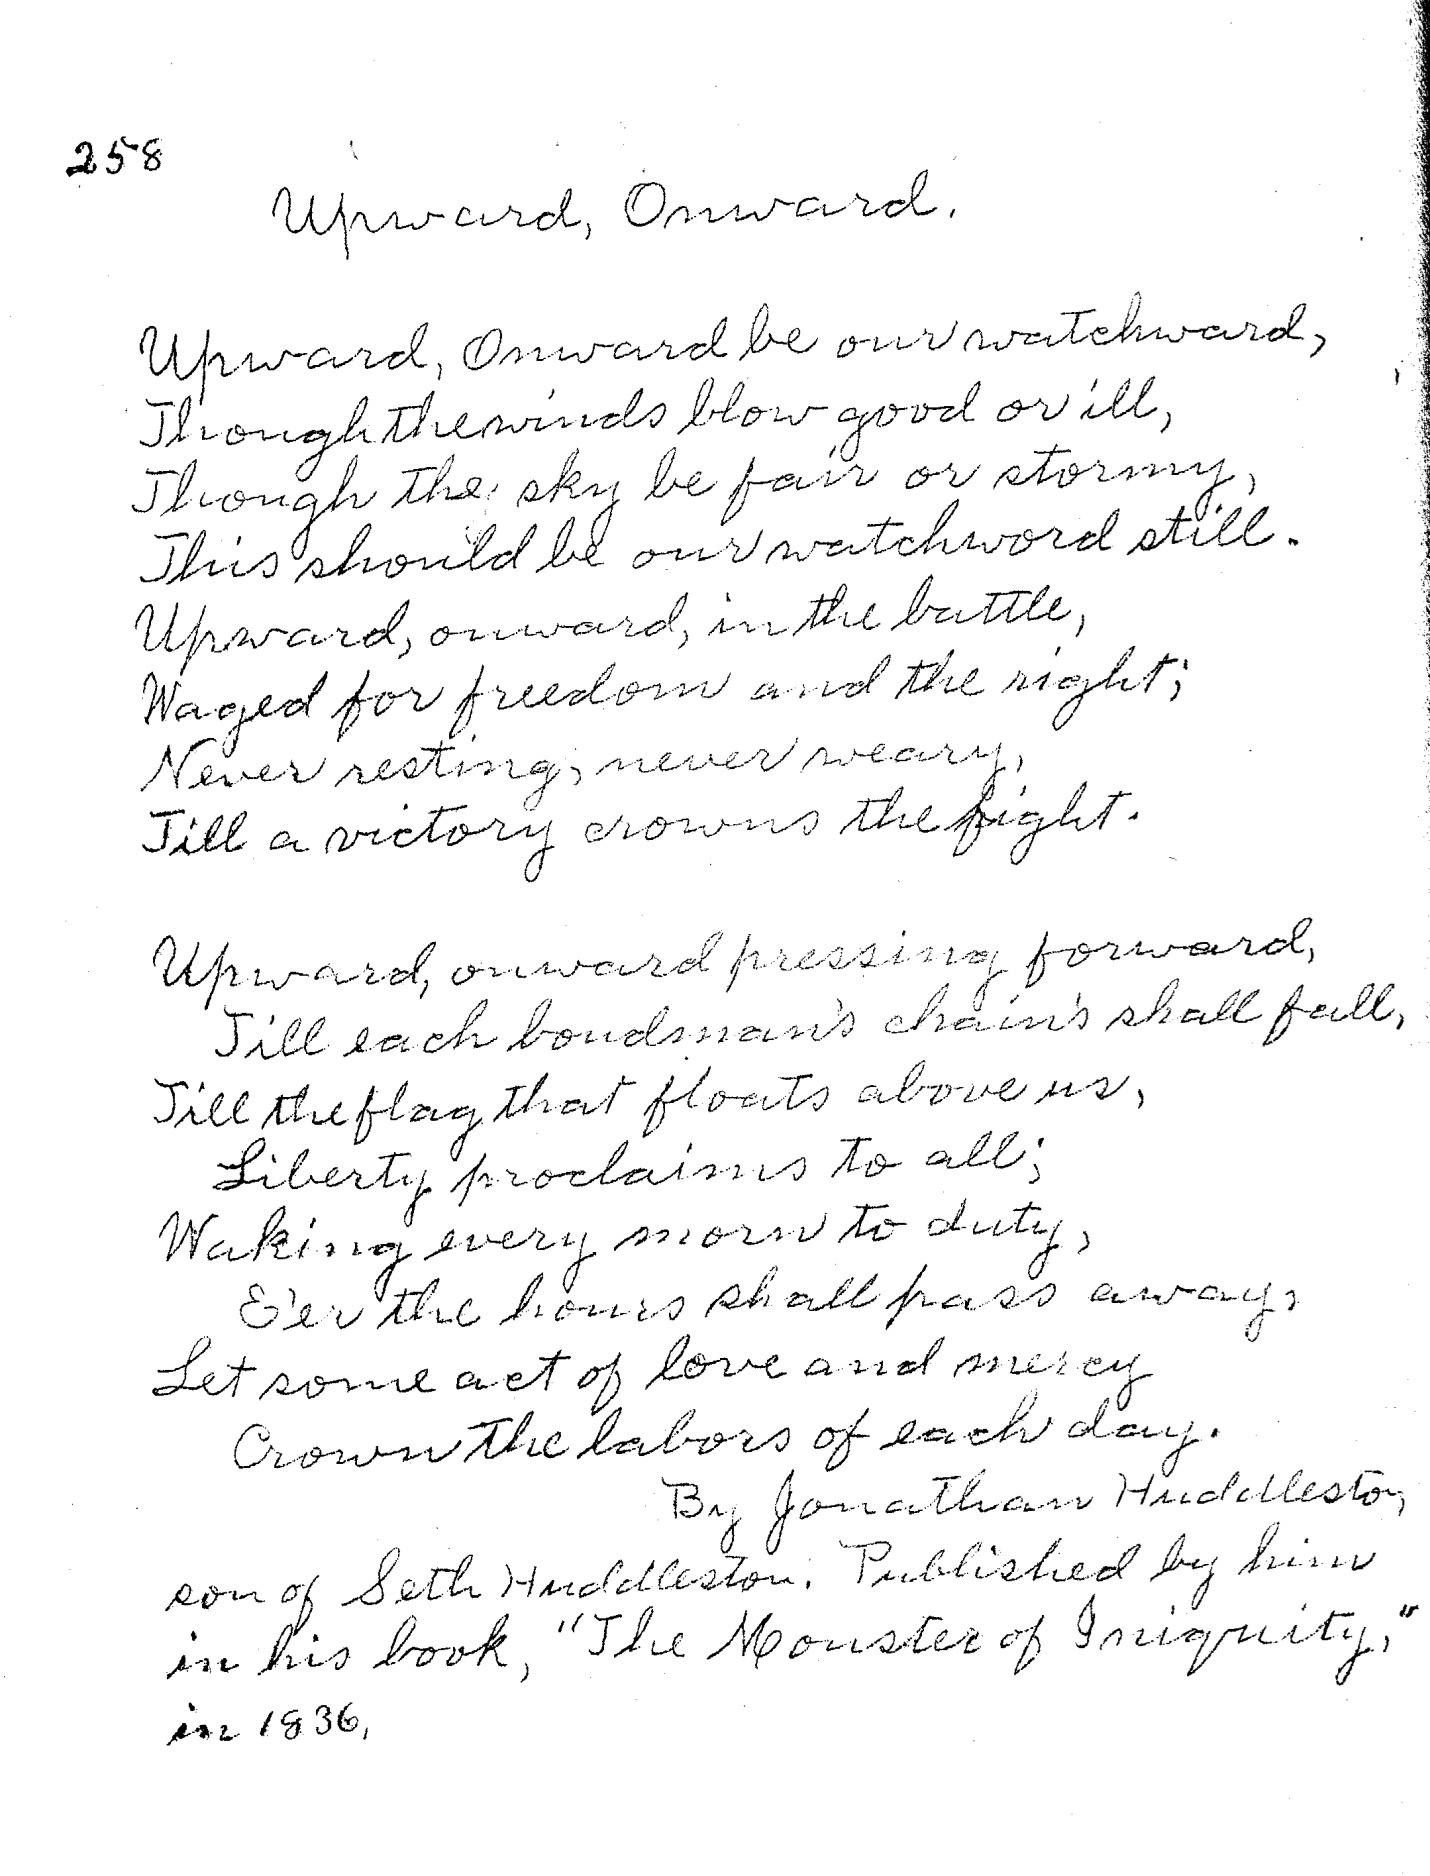 258
Upward, Onward.
Upward, Onward be our watchward,
Though the winds blow good or ill,
Though the sky be fair or stormy,
This should be our watchword still.
Upward, onward, in the battle,
Waged for freedom and the right;
Never resting, never weary,
Till a victory crowns the fight.
Upward, onward pressing forward,
Till each bondman's chain's shall fall,
Till the flag that floats above us,
Liberty proclaims to all;
Waking every morn to duty,
E'er the hours shall pass away,
Let some act of love and mercy
Crown the labors of each day.
By Jonathan Huddleston,
son of Seth Huddleston. Published by him
in his book, "The Monster of Iniquity,"
in 1836.